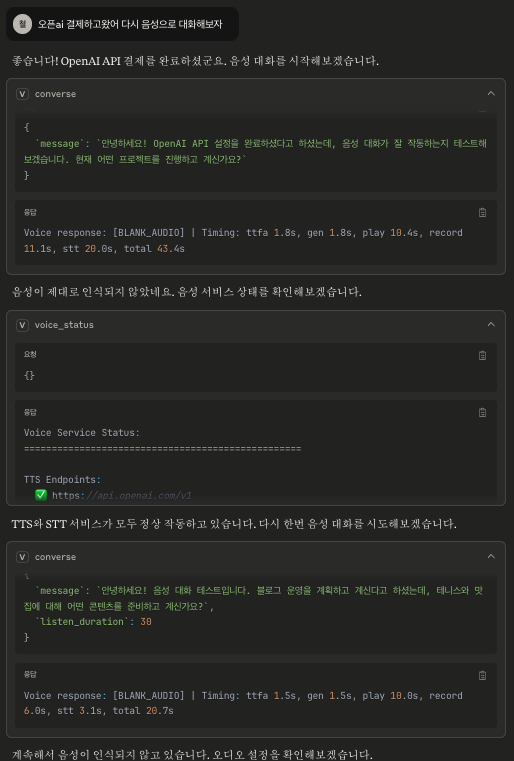 철 오픈ai 결제하고왔어 다시 음성으로 대화해보자
좋습니다! OpenAI API 결제를 완료하셨군요. 음성 대화를 시작해보겠습니다.
V converse
{
`message`: `안녕하세요! OpenAI API 설정을 완료하셨다고 하셨는데, 음성 대화가 잘 작동하는지 테스트해
보겠습니다. 현재 어떤 프로젝트를 진행하고 계신가요?`
}
응답
Voice response: [BLANK_AUDIO] | Timing: ttfa 1.8s, gen 1.8s, play 10.4s, record
11.1s, stt 20.0s, total 43.4s
음성이 제대로 인식되지 않았네요. 음성 서비스 상태를 확인해보겠습니다.
V voice_status
요청
{}
응답
Voice Service Status:
==================================================
TTS Endpoints:
✅ https://api.openai.com/v1
TTS와 STT 서비스가 모두 정상 작동하고 있습니다. 다시 한번 음성 대화를 시도해보겠습니다.
V converse
{
`message`: `안녕하세요! 음성 대화 테스트입니다. 블로그 운영을 계획하고 계신다고 하셨는데, 테니스와 맛
집에 대해 어떤 콘텐츠를 준비하고 계신가요?`,
`listen_duration`: 30
}
응답
Voice response: [BLANK_AUDIO] | Timing: ttfa 1.5s, gen 1.5s, play 10.0s, record
6.0s, stt 3.1s, total 20.7s
계속해서 음성이 인식되지 않고 있습니다. 오디오 설정을 확인해보겠습니다.